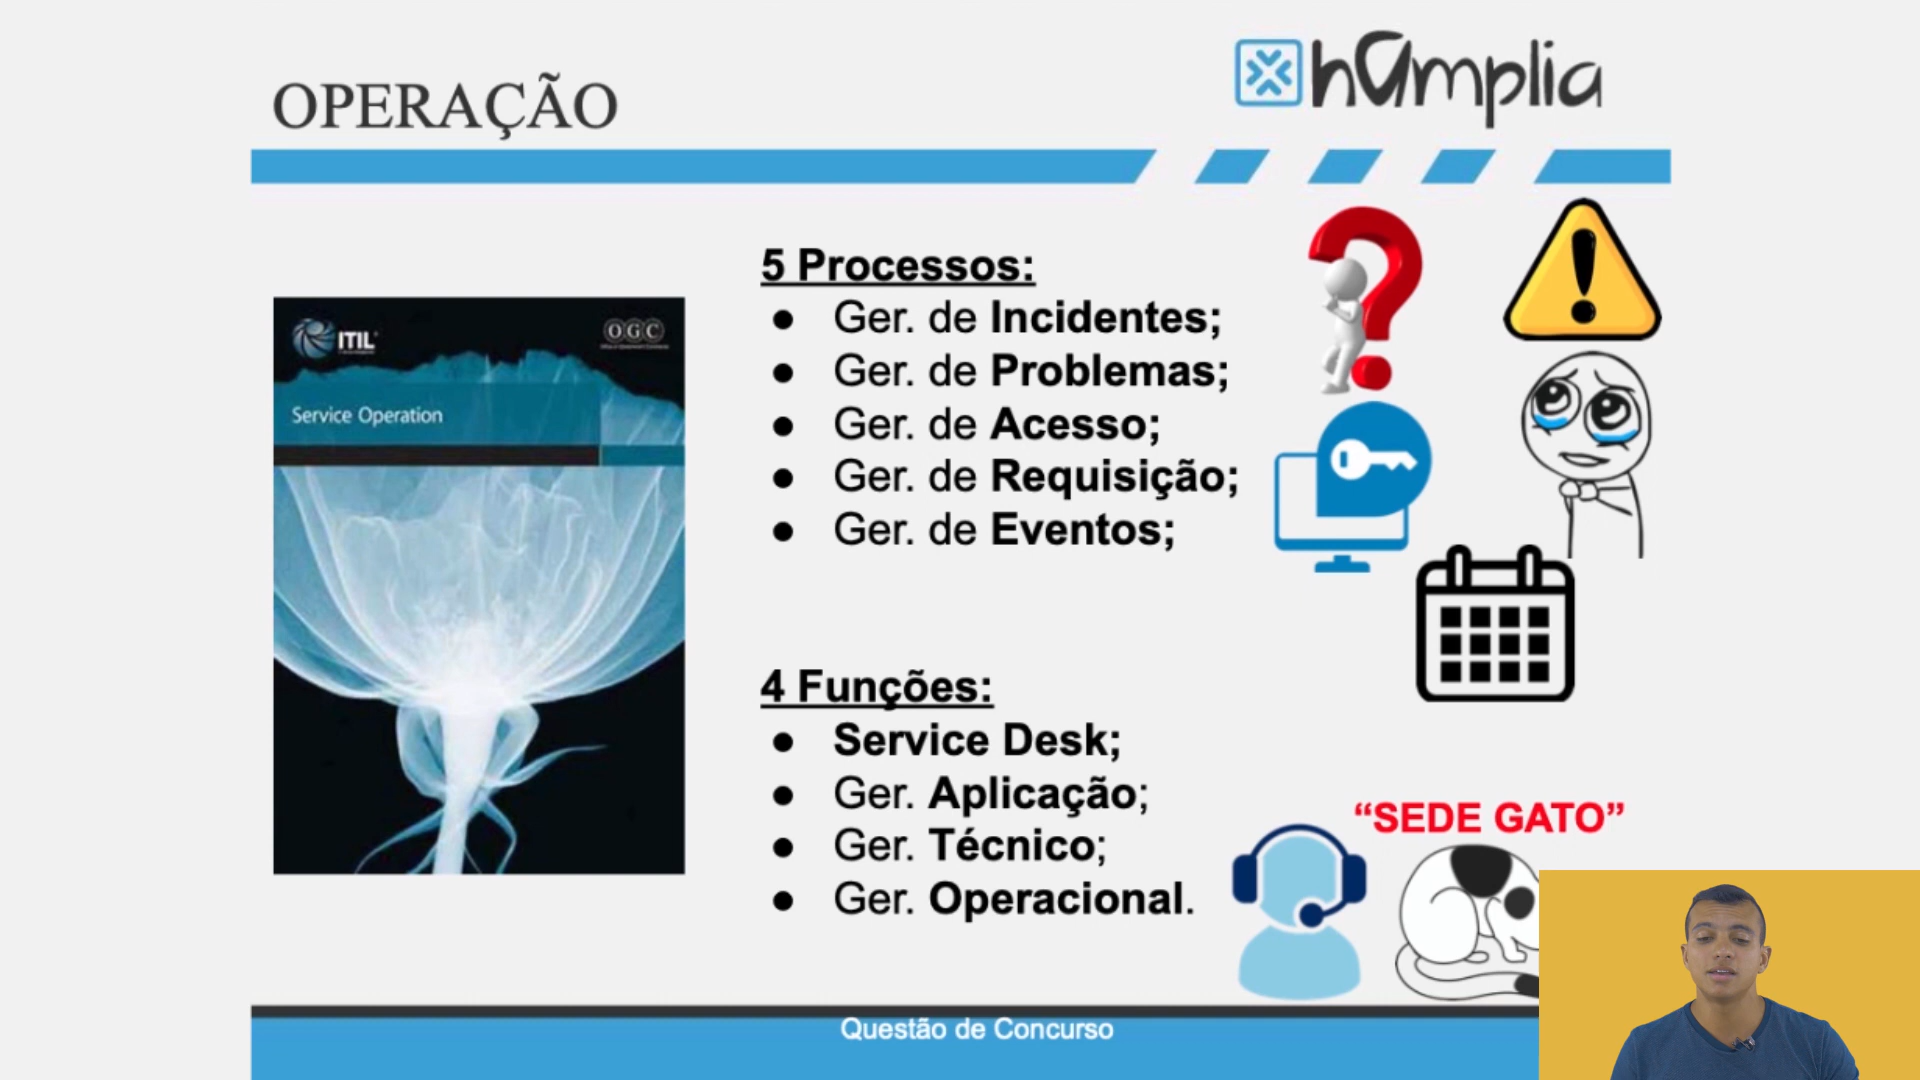 OPERAÇÃO
hamplia
5 Processos:
● Ger. de Incidentes;
● Ger. de Problemas;
● Ger. de Acesso;
● Ger. de Requisição;
● Ger. de Eventos;
ITIL
OGC
Service Operation
4 Funções:
● Service Desk;
● Ger. Aplicação;
● Ger. Técnico;
● Ger. Operacional.
“SEDE GATO”
Questão de Concurso